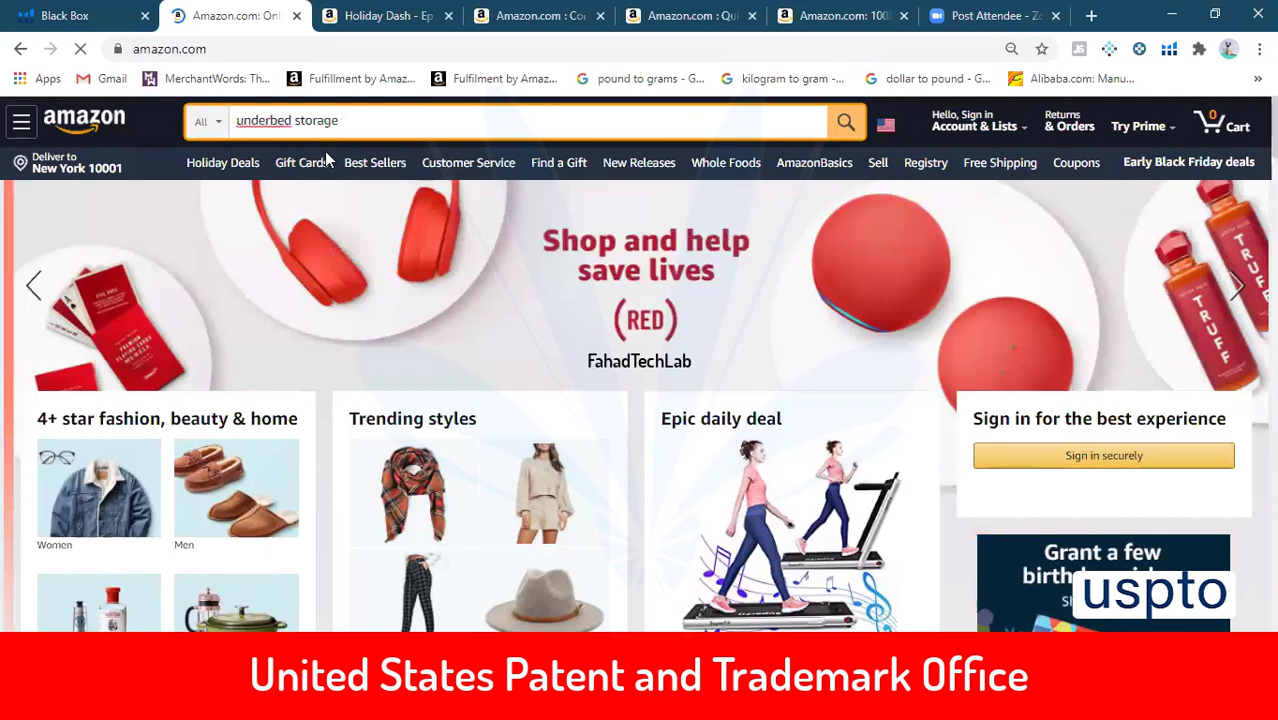 Black Box
Amazon.com: Onl
Holiday Dash - Ep
Amazon.com : Co
Amazon.com : Qui
Amazon.com: 100
Post Attendee - Zo
amazon.com
Apps
Gmail
MerchantWords: Th...
Fulfillment by Amaz...
Fulfilment by Amaz...
pound to grams - G...
kilogram to gram -...
dollar to pound - G...
Alibaba.com: Manu...
amazon
All
underbed storage
Hello, Sign in
Account & Lists
Returns
& Orders
Try Prime
0
Cart
Deliver to
New York 10001
Holiday Deals
Gift Cards
Best Sellers
Customer Service
Find a Gift
New Releases
Whole Foods
AmazonBasics
Sell
Registry
Free Shipping
Coupons
Early Black Friday deals
Shop and help
save lives
(RED)
FahadTechLab
TRUFF
TRUFF
4+ star fashion, beauty & home
Trending styles
Epic daily deal
Sign in for the best experience
Sign in securely
Women
Men
Grant a few
uspto
United States Patent and Trademark Office